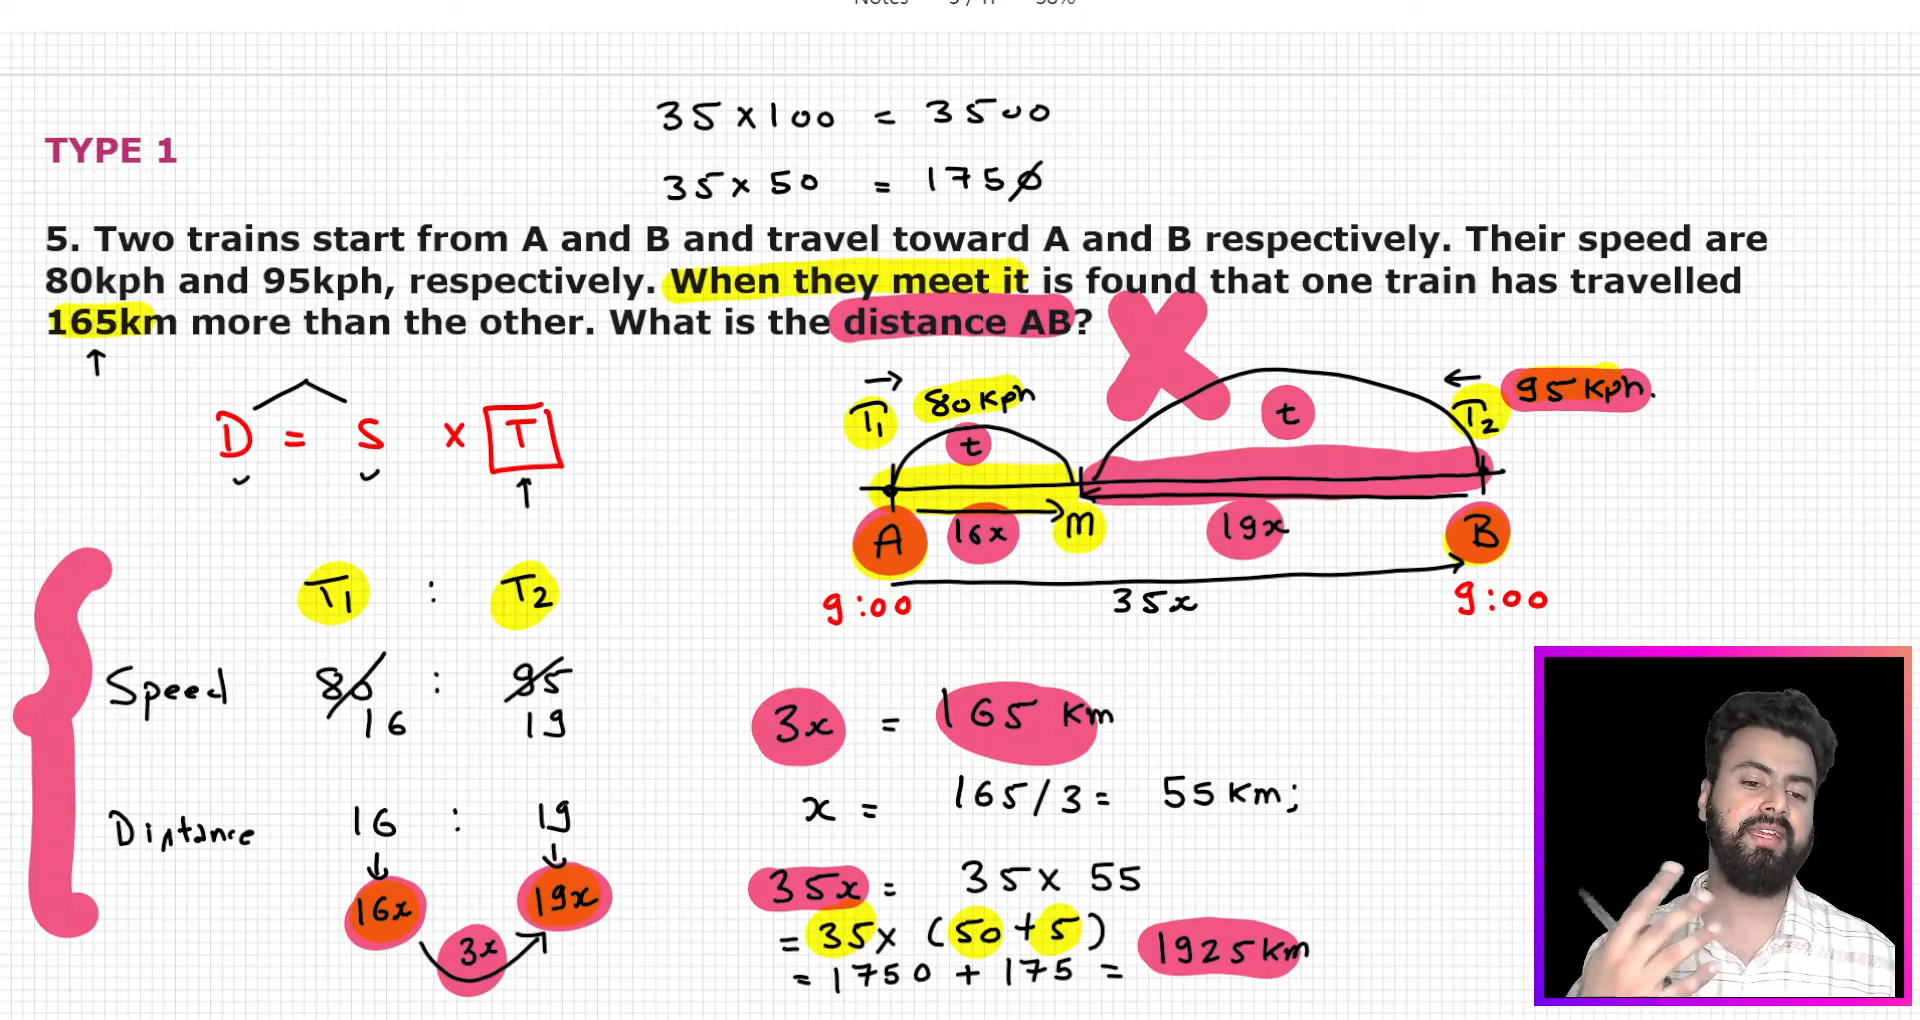 35 x 100 = 3500
TYPE 1
35 x 50 = 1750
5. Two trains start from A and B and travel toward A and B respectively. Their speed are
80kph and 95kph, respectively. When they meet it is found that one train has travelled
165km more than the other. What is the distance AB?
D = S x T
T1 80 Kph t t T2 95 Kph.
A 16x m 19x B
9:00 35x 9:00
T1 : T2
Speed 80 : 95
16 19
3x = 165 Km
x = 165/3 = 55 Km;
Distance 16 : 19
16x 19x
3x
35x = 35 x 55
= 35 x (50 + 5)
= 1750 + 175 = 1925 Km